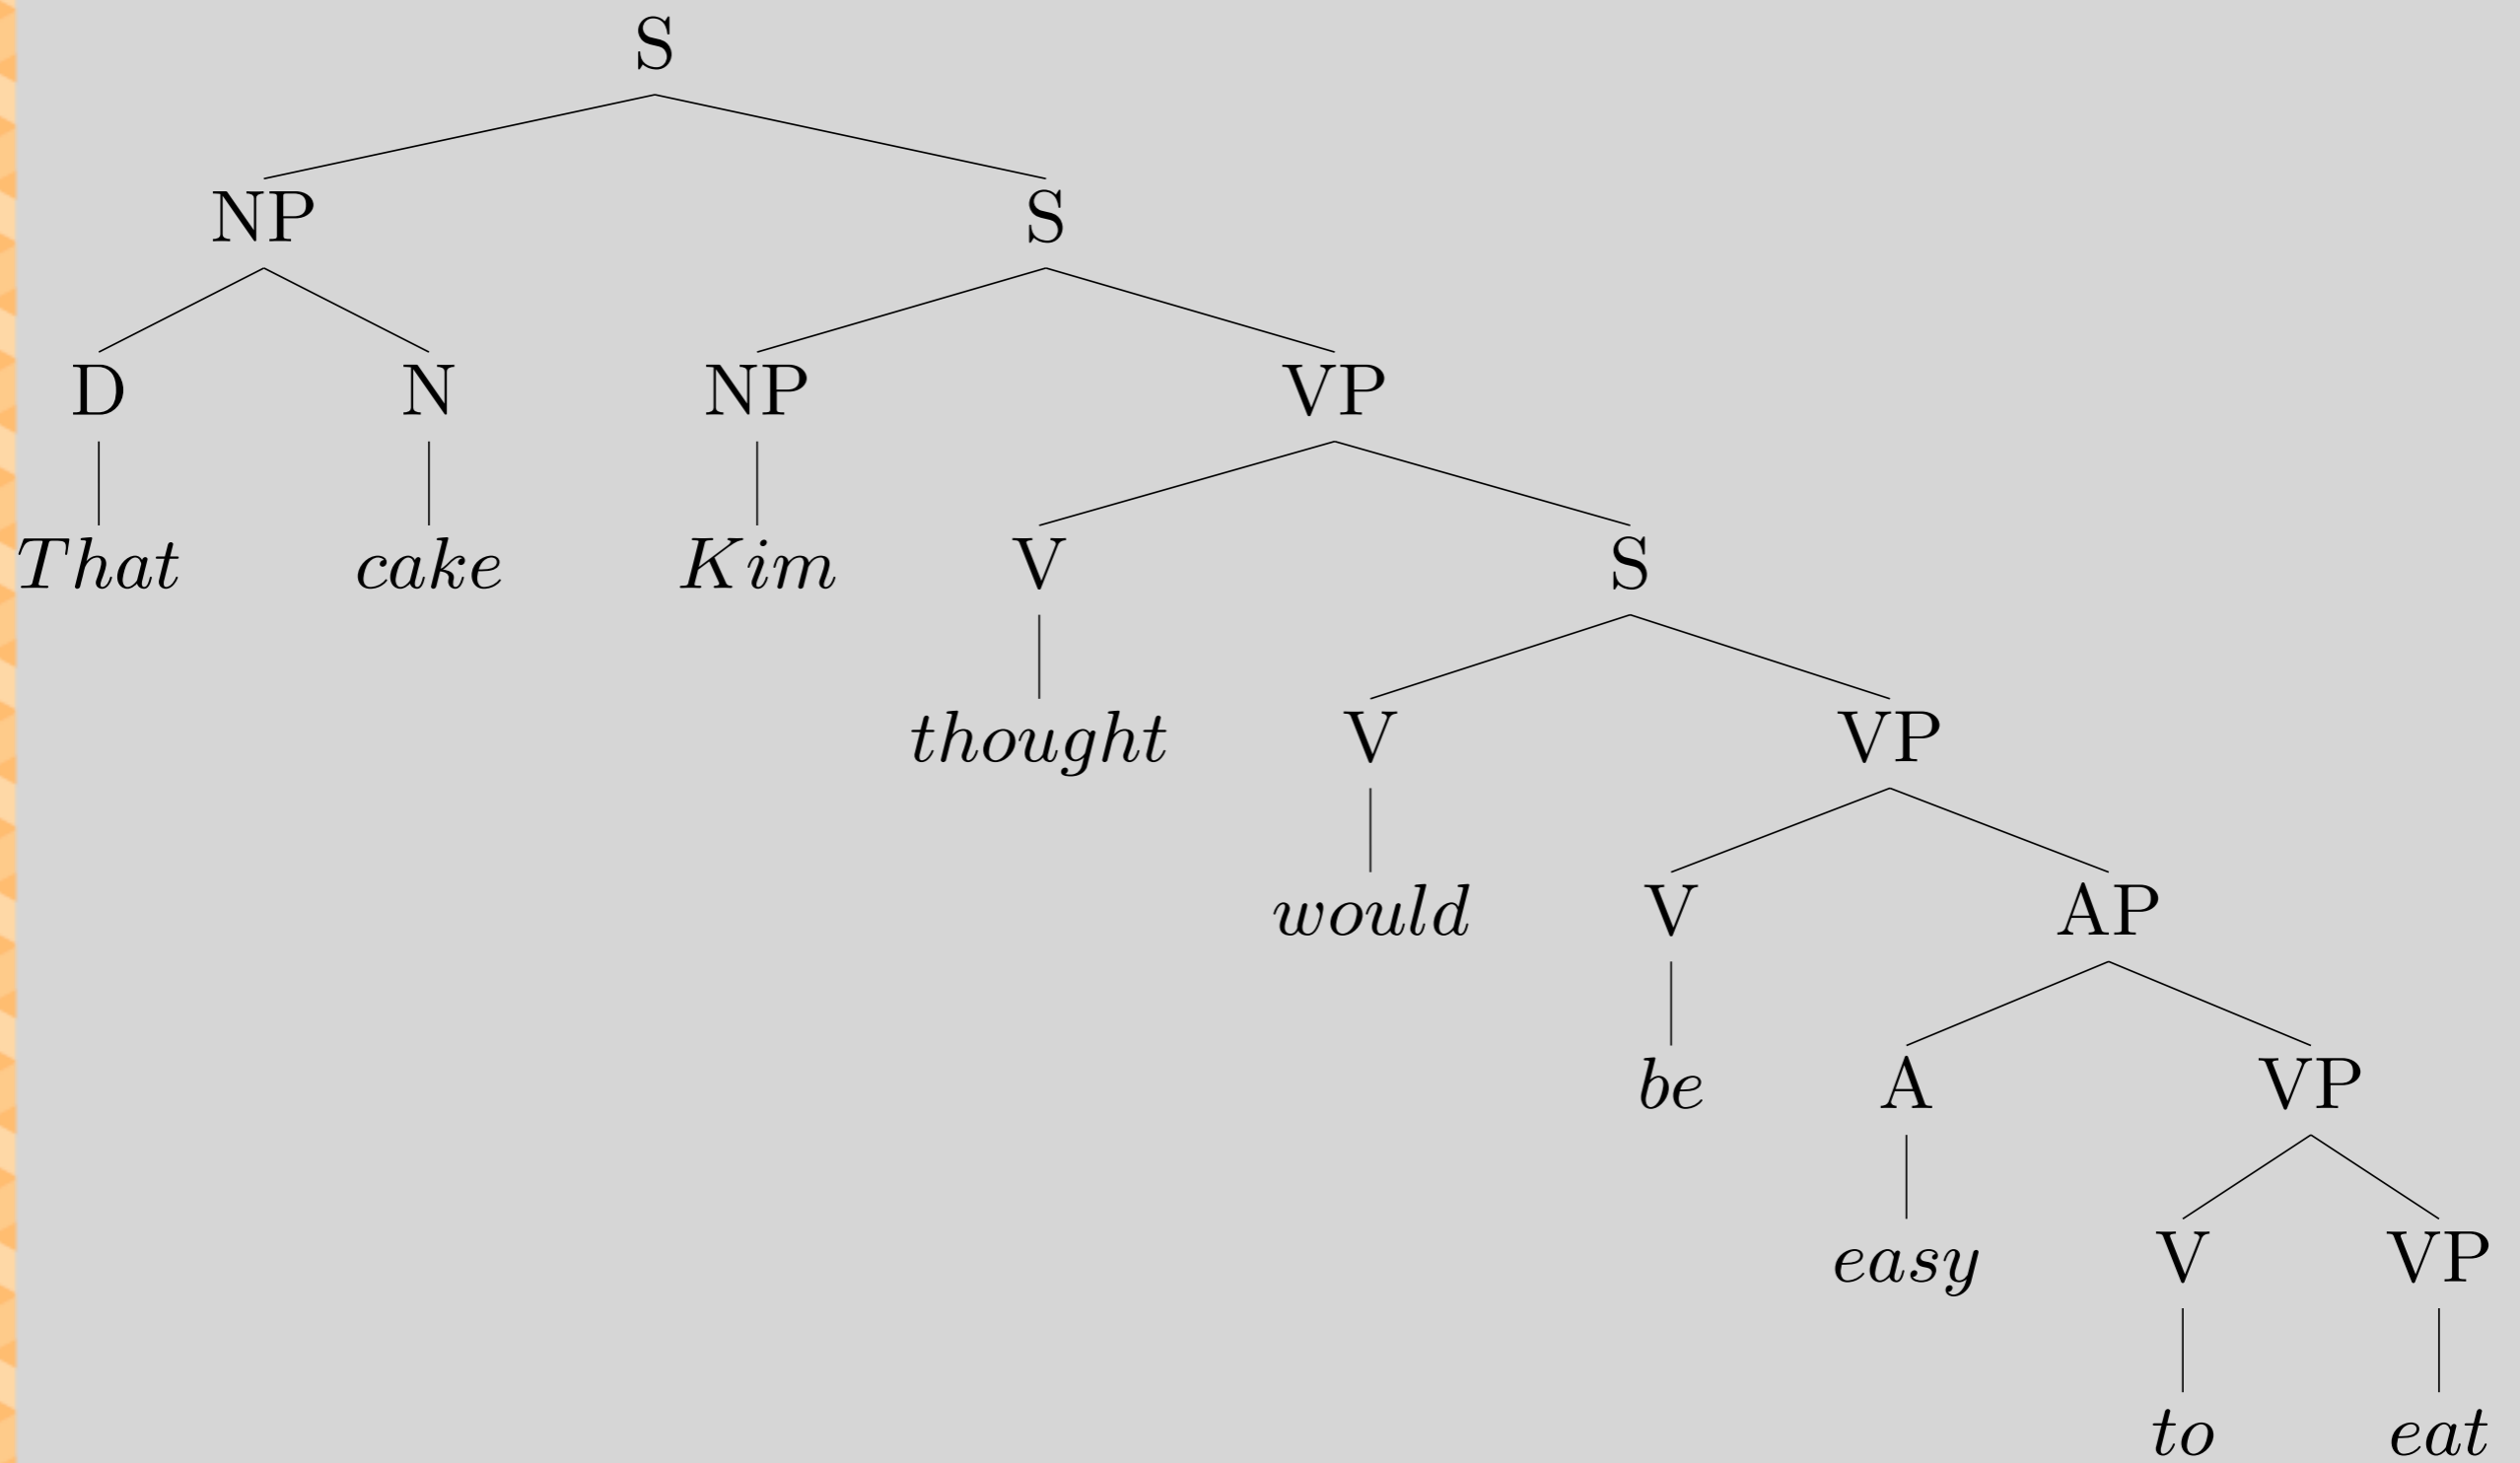 S
NP S
D N NP VP
That cake Kim V S
thought V VP
would V AP
be A VP
easy V VP
to eat